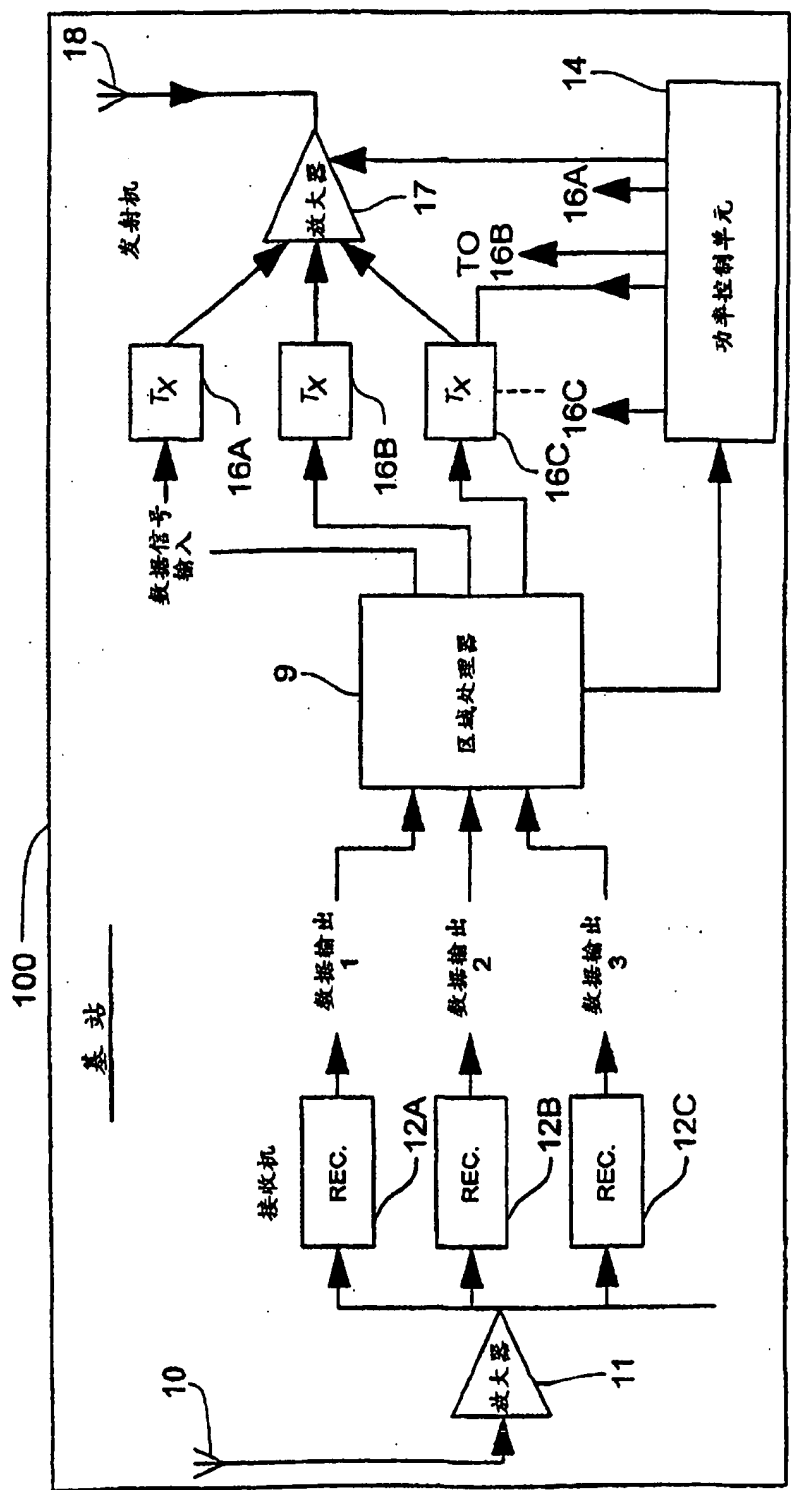 100
基 站
10
放大器
11
接收机
REC.
12A
REC.
12B
REC.
12C
数据输出
1
数据输出
2
数据输出
3
9
区域处理器
数据信号
输入
TX
16A
TX
16B
TX
16C
发射机
放大器
17
18
16C
TO
16B
16A
14
功率控制单元